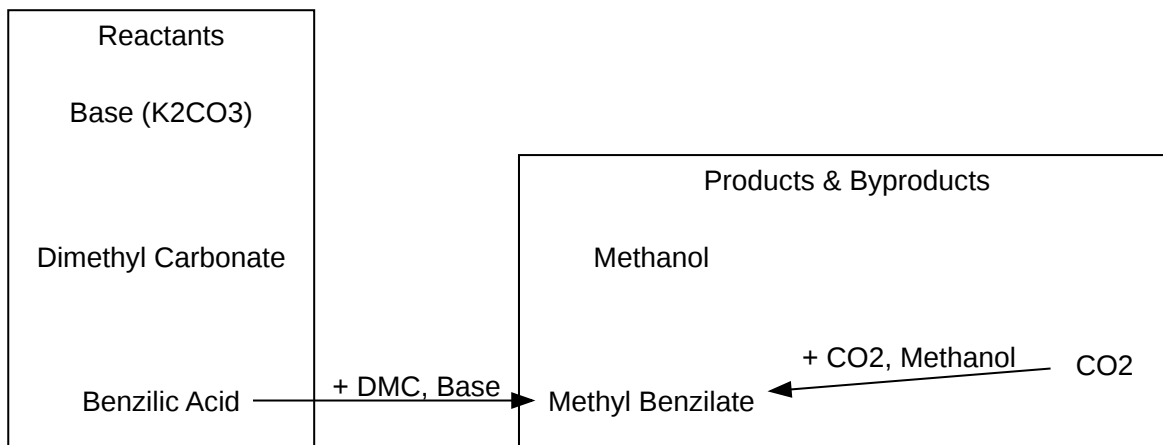 Reactants
Base (K2CO3)
Products & Byproducts
Dimethyl Carbonate
Methanol
+ CO2, Methanol
CO2
+ DMC, Base
Benzilic Acid
Methyl Benzilate